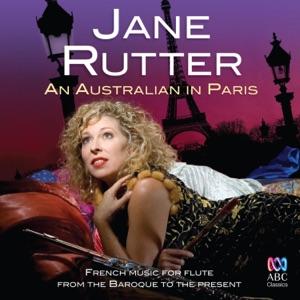 JANE
RUTTER
AN AUSTRALIAN IN PARIS
FRENCH MUSIC FOR FLUTE
FROM THE BAROQUE TO THE PRESENT
ABC
Classics